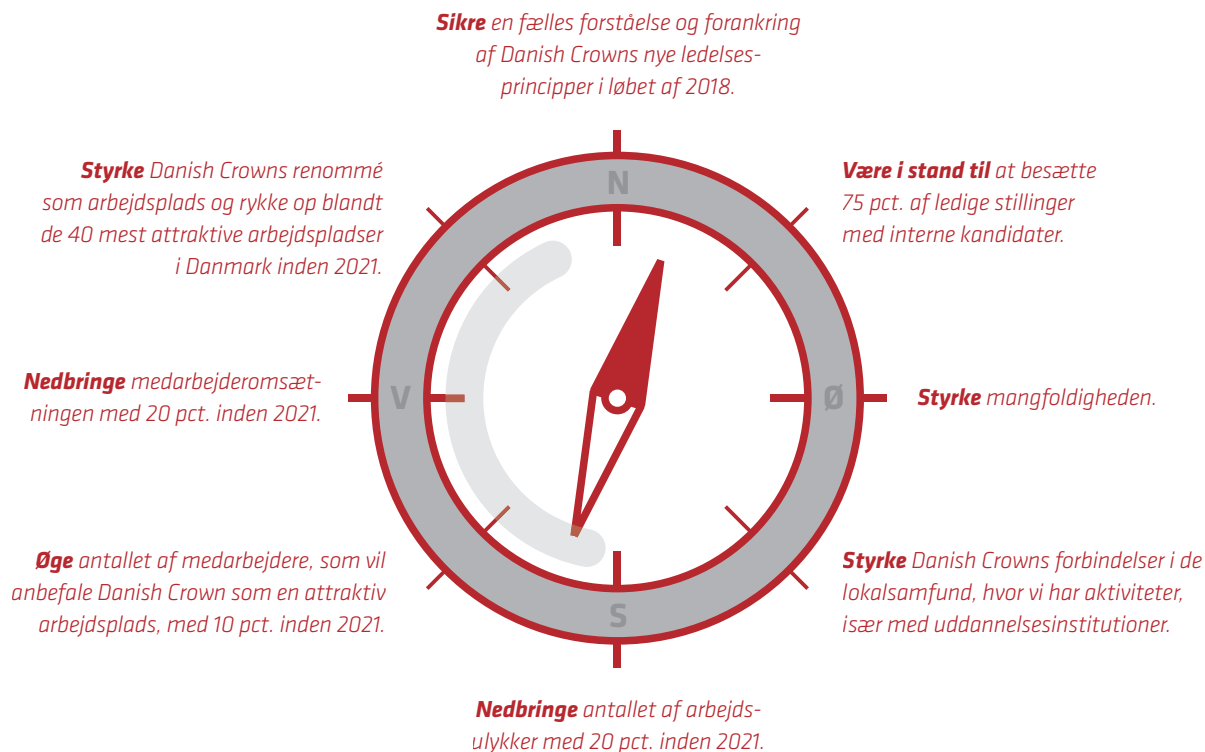 Sikre en fælles forståelse og forankring
af Danish Crowns nye ledelses-
principper i løbet af 2018.
Styrke Danish Crowns renommé
som arbejdsplads og rykke op blandt
de 40 mest attraktive arbejdspladser
i Danmark inden 2021.
N
Være i stand til at besætte
75 pct. af ledige stillinger
med interne kandidater.
Nedbringe medarbejderomsæt-
ningen med 20 pct. inden 2021.
V
Ø
Styrke mangfoldigheden.
Øge antallet af medarbejdere, som vil
anbefale Danish Crown som en attraktiv
arbejdsplads, med 10 pct. inden 2021.
S
Styrke Danish Crowns forbindelser i de
lokalsamfund, hvor vi har aktiviteter,
især med uddannelsesinstitutioner.
Nedbringe antallet af arbejds-
ulykker med 20 pct. inden 2021.